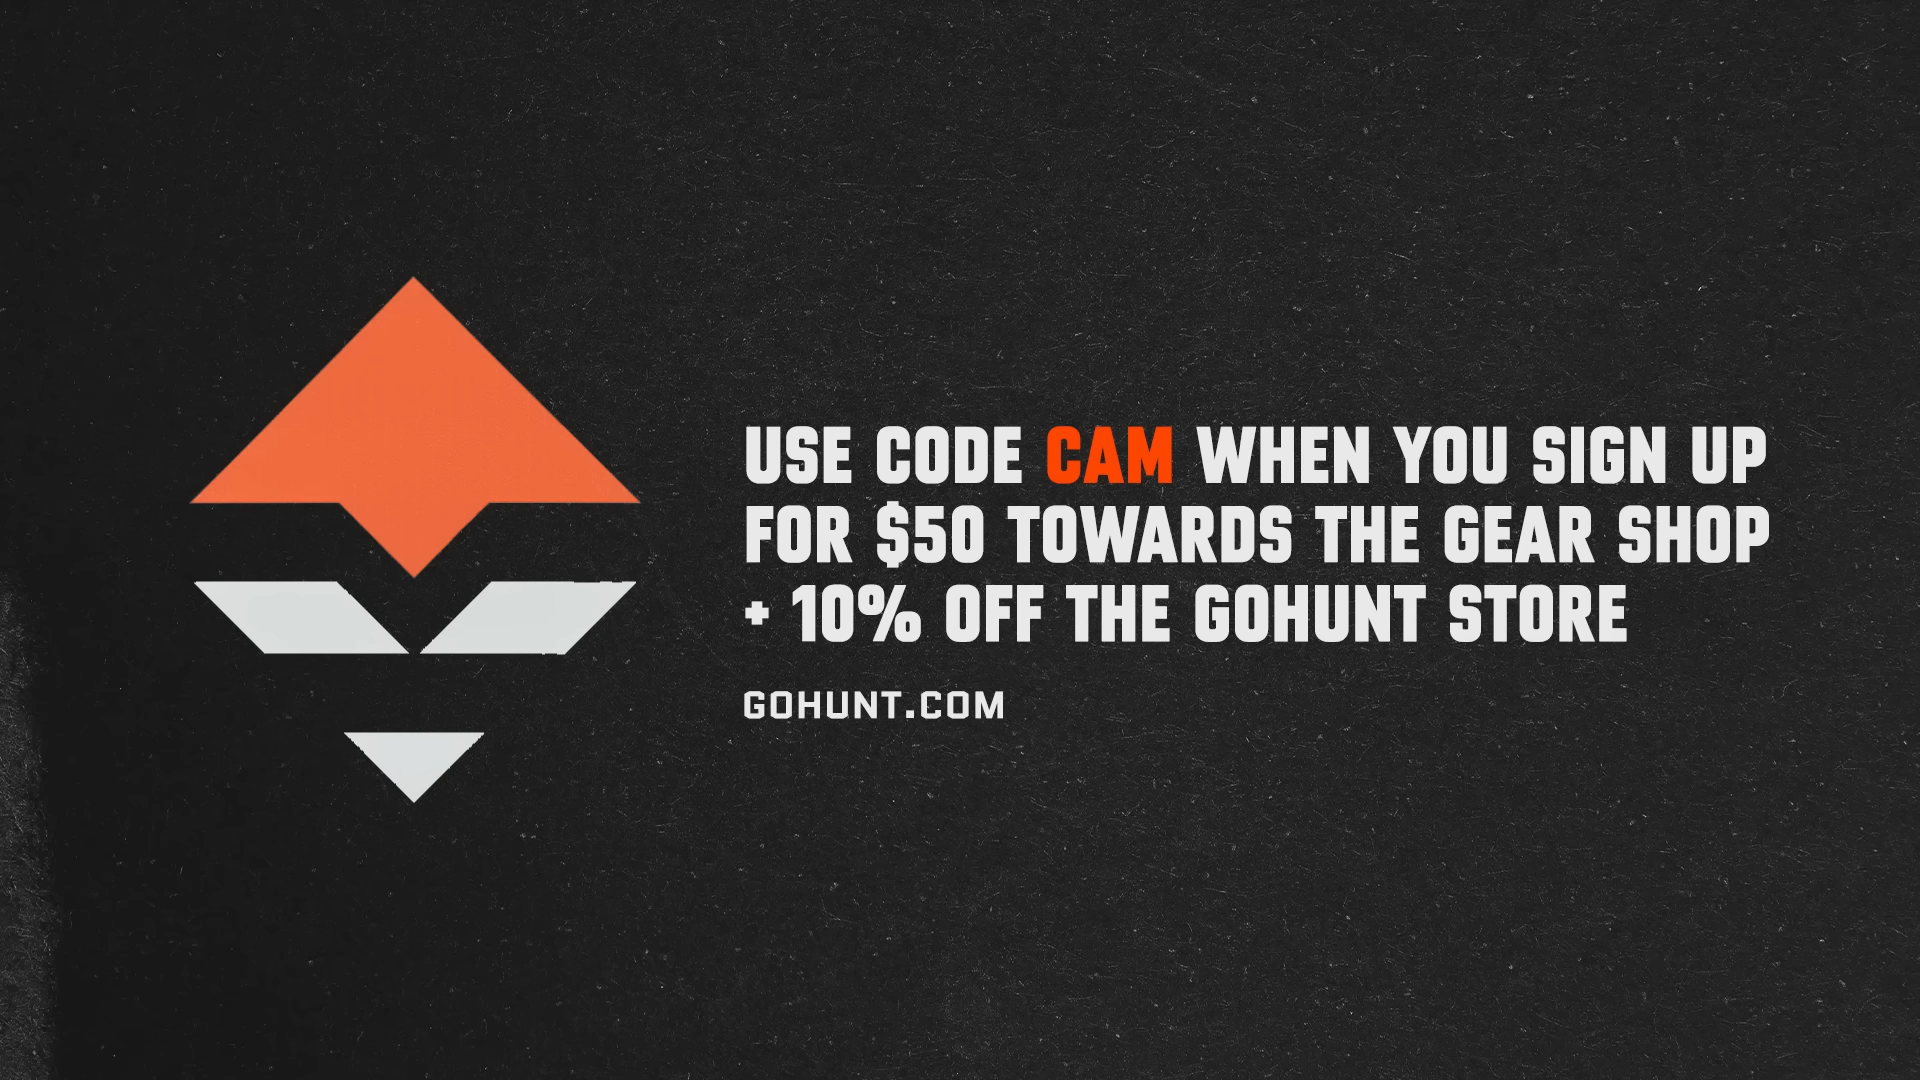 USE CODE CAM WHEN YOU SIGN UP
FOR $50 TOWARDS THE GEAR SHOP
+ 10% OFF THE GOHUNT STORE
GOHUNT.COM